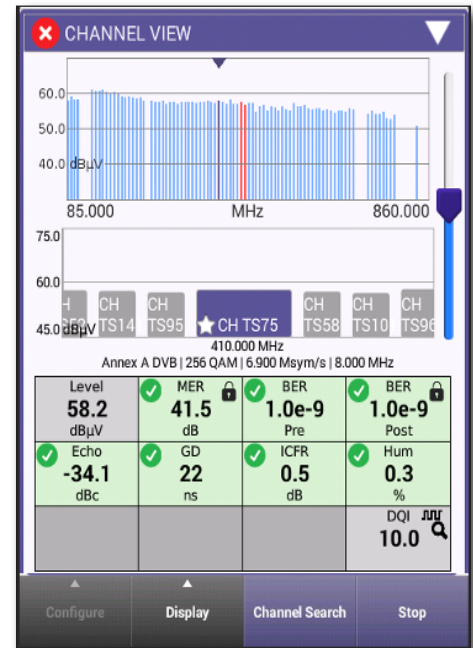 CHANNEL VIEW
60.0
50.0
40.0 dBµV
85.000 MHz 860.000
75.0
60.0
45.0 dBµV
CH TS14
CH TS95
CH TS75
CH TS58
CH TS10
CH TS96
410.000 MHz
Annex A DVB | 256 QAM | 6.900 Msym/s | 8.000 MHz
Level MER BER BER
58.2 41.5 1.0e-9 1.0e-9
dBµV dB Pre Post
Echo GD ICFR Hum
-34.1 22 0.5 0.3
dBc ns dB %
DQI
10.0
Configure Display Channel Search Stop